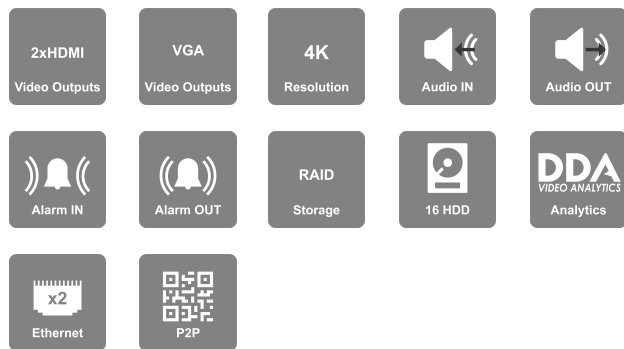 2xHDMI
Video Outputs
VGA
Video Outputs
4K
Resolution
Audio IN
Audio OUT
Alarm IN
Alarm OUT
RAID
Storage
16 HDD
DDA
VIDEO ANALYTICS
Analytics
x2
Ethernet
P2P